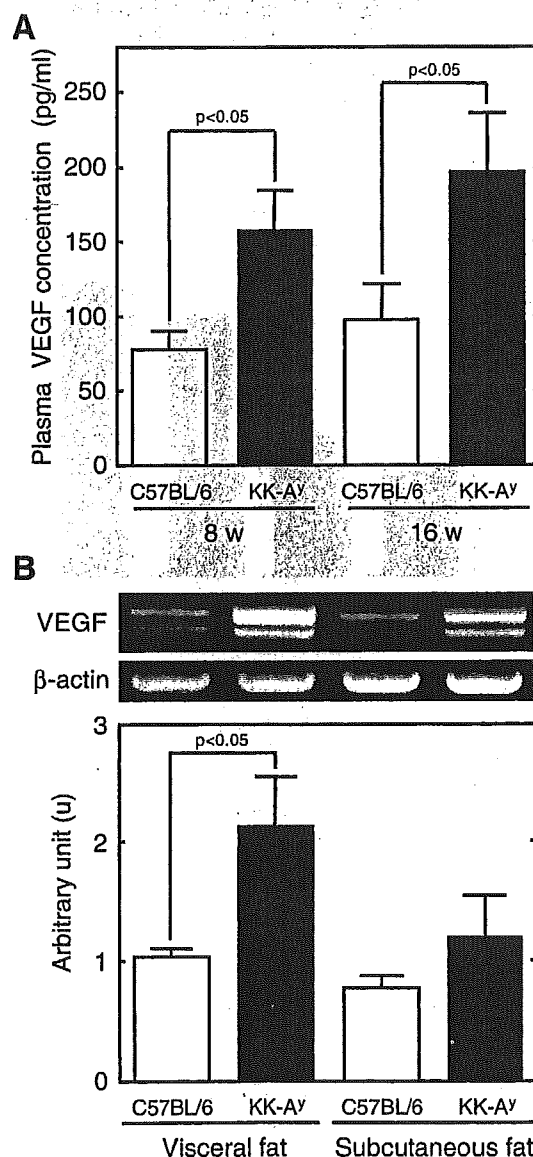 A
Plasma VEGF concentration (pg/ml)
250
200
150
100
50
0
p<0.05
p<0.05
C57BL/6 KK-Aʸ C57BL/6 KK-Aʸ
8 w 16 w
B
VEGF
β-actin
Arbitrary unit (u)
3
2
1
0
p<0.05
C57BL/6 KK-Aʸ C57BL/6 KK-Aʸ
Visceral fat Subcutaneous fat